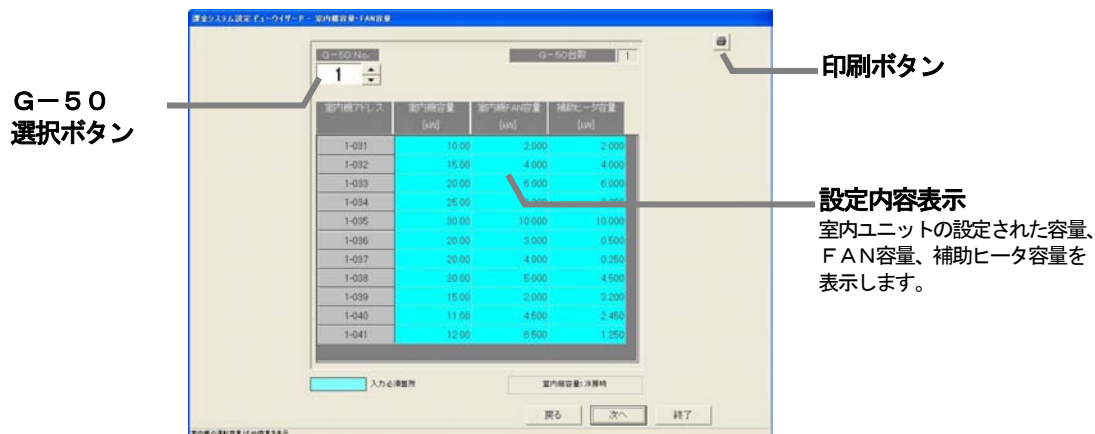 課金システム設定 ビューウィザード - 室内機容量・FAN容量
G-50 No.
G-50台数 1
1
印刷ボタン
G-50
選択ボタン
室内機アドレス 室内機容量 [kW] 室内機FAN容量 [kW] 補助ヒータ容量 [kW]
1-031 10.00 2.000 2.000
1-032 15.00 4.000 4.000
1-033 20.00 6.000 6.000
1-034 25.00
1-035 30.00 10.000 10.000
1-036 20.00 3.000 0.500
1-037 20.00 4.000 0.250
1-038 20.00 5.000 4.500
1-039 15.00 2.000 3.200
1-040 11.00 4.500 2.450
1-041 12.00 6.500 1.250
設定内容表示
室内ユニットの設定された容量、
FAN容量、補助ヒータ容量を
表示します。
入力必須箇所
室内機容量:冷房時
戻る 次へ 終了